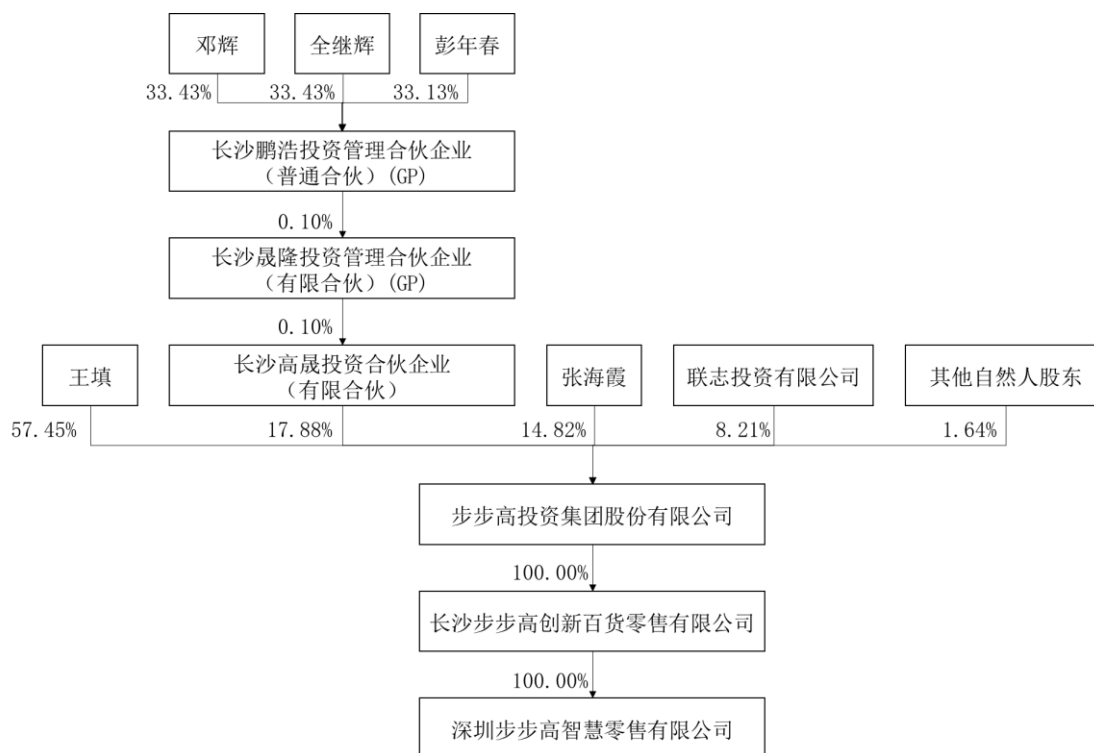 邓辉
全继辉
彭年春
33.43%
33.43%
33.13%
长沙鹏浩投资管理合伙企业
（普通合伙）(GP)
0.10%
长沙晟隆投资管理合伙企业
（有限合伙）(GP)
0.10%
王填
长沙高晟投资合伙企业
（有限合伙）
张海霞
联志投资有限公司
其他自然人股东
57.45%
17.88%
14.82%
8.21%
1.64%
步步高投资集团股份有限公司
100.00%
长沙步步高创新百货零售有限公司
100.00%
深圳步步高智慧零售有限公司